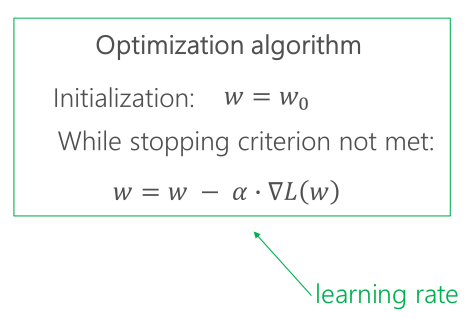 Optimization algorithm
Initialization: w = w₀
While stopping criterion not met:
w = w − α · ∇L(w)
learning rate